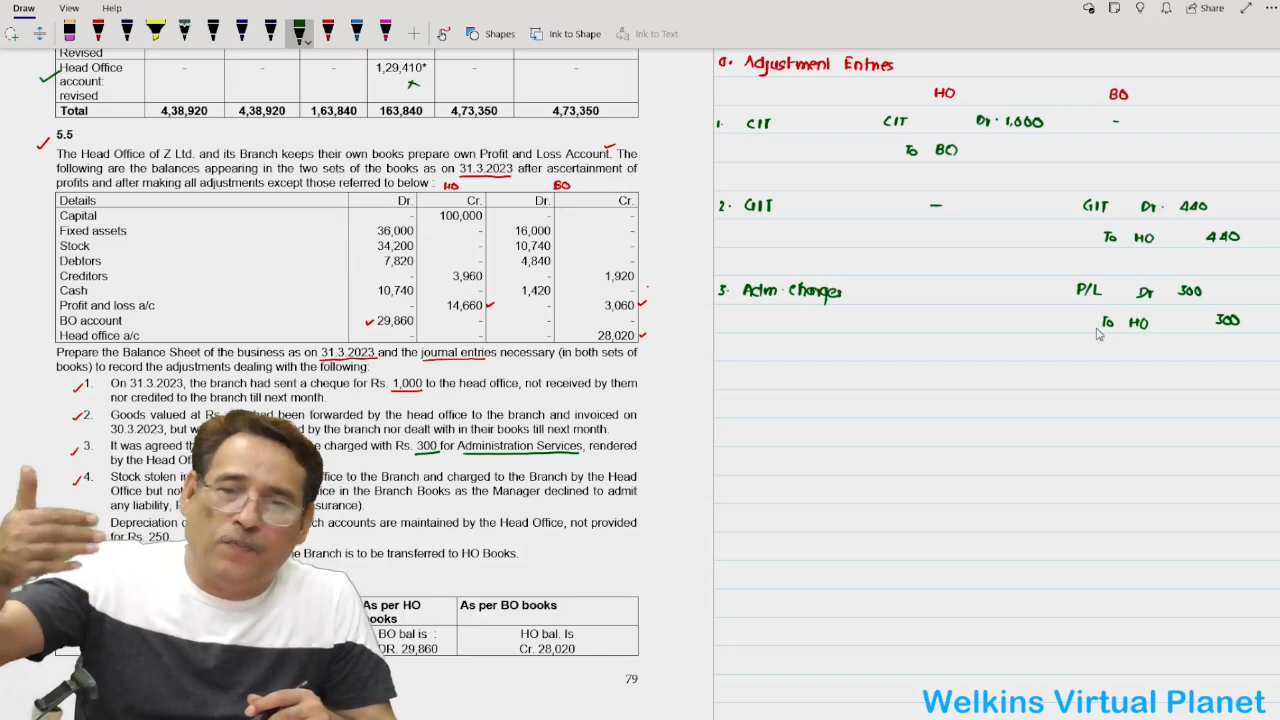 Draw Insert View Help
Share
Shapes Ink to Shape Ink to Text
Revised
Head Office - - - 1,29,410* - -
account:
revised
Total 4,38,920 4,38,920 1,63,840 163,840 4,73,350 4,73,350
5.5
The Head Office of Z Ltd. and its Branch keeps their own books prepare own Profit and Loss Account. The
following are the balances appearing in the two sets of the books as on 31.3.2023 after ascertainment of
profits and after making all adjustments except those referred to below :
HO BO
Details Dr. Cr. Dr. Cr.
Capital - 100,000 - -
Fixed assets 36,000 - 16,000 -
Stock 34,200 - 10,740 -
Debtors 7,820 - 4,840 -
Creditors - 3,960 - 1,920
Cash 10,740 - 1,420 -
Profit and loss a/c - 14,660 - 3,060
BO account 29,860 - - -
Head office a/c - - - 28,020
Prepare the Balance Sheet of the business as on 31.3.2023 and the journal entries necessary (in both sets of
books) to record the adjustments dealing with the following:
1. On 31.3.2023, the branch had sent a cheque for Rs. 1,000 to the head office, not received by them
nor credited to the branch till next month.
2. Goods valued at Rs. had been forwarded by the head office to the branch and invoiced on
30.3.2023, but by the branch nor dealt with in their books till next month.
3. It was agreed be charged with Rs. 300 for Administration Services, rendered
by the Head
4. Stock stolen in to the Branch and charged to the Branch by the Head
Office but not in the Branch Books as the Manager declined to admit
any liability,
Depreciation accounts are maintained by the Head Office, not provided
for Rs. 250.
the Branch is to be transferred to HO Books.
As per HO books As per BO books
BO bal is : HO bal. Is
DR. 29,860 Cr. 28,020
79
a. Adjustment Entries
HO BO
1. CIT CIT Dr. 1,000 -
To BO
2. GIT - GIT Dr. 440
To HO 440
3. Adm. charges P/L Dr 300
To HO 300
Welkins Virtual Planet